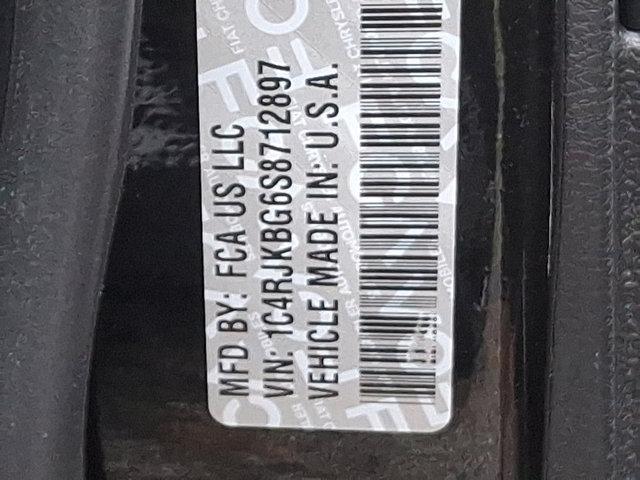 MFD BY: FCA US LLC
VIN: 1C4RJKBG6S8712897
VEHICLE MADE IN: U.S.A.